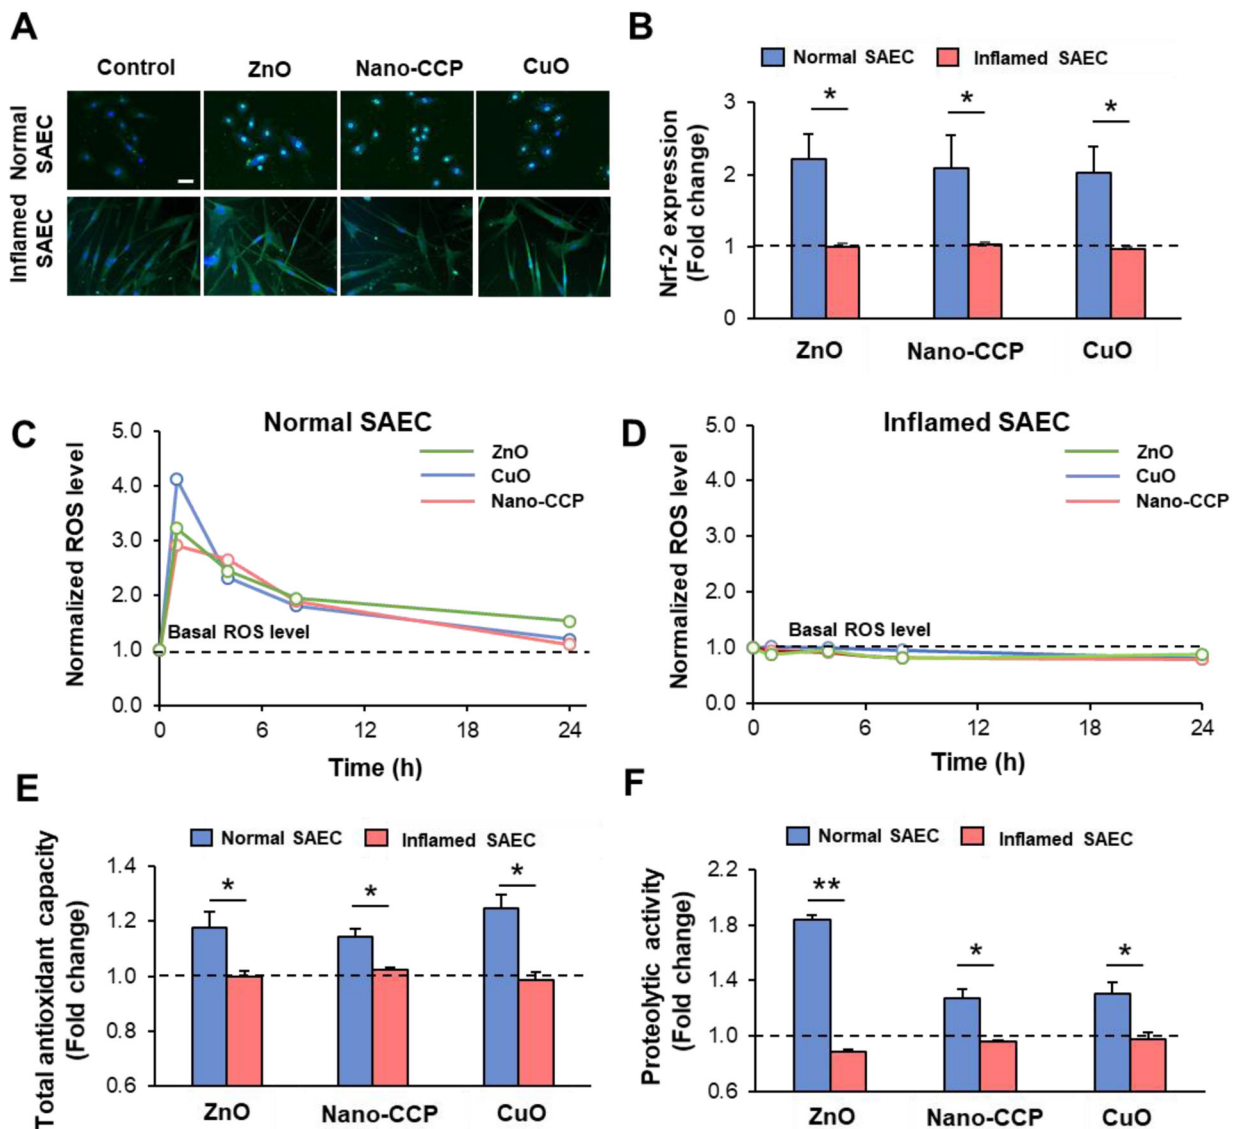 A
Control
ZnO
Nano-CCP
CuO
Normal
SAEC
Inflamed
SAEC
B
Normal SAEC
Inflamed SAEC
Nrf-2 expression
(Fold change)
3
2
1
0
*
*
*
ZnO
Nano-CCP
CuO
C
Normal SAEC
Normalized ROS level
5.0
4.0
3.0
2.0
1.0
0.0
ZnO
CuO
Nano-CCP
Basal ROS level
0
6
12
18
24
Time (h)
D
Inflamed SAEC
Normalized ROS level
5.0
4.0
3.0
2.0
1.0
0.0
ZnO
CuO
Nano-CCP
Basal ROS level
0
6
12
18
24
Time (h)
E
Normal SAEC
Inflamed SAEC
Total antioxidant capacity
(Fold change)
1.4
1.2
1.0
0.8
0.6
*
*
*
ZnO
Nano-CCP
CuO
F
Normal SAEC
Inflamed SAEC
Proteolytic activity
(Fold change)
2.2
1.8
1.4
1.0
0.6
**
*
*
ZnO
Nano-CCP
CuO